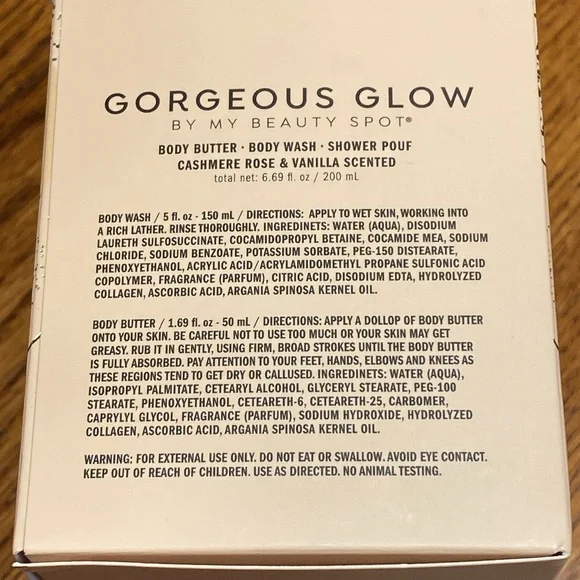 GORGEOUS GLOW
BY MY BEAUTY SPOT®
BODY BUTTER • BODY WASH • SHOWER POUF
CASHMERE ROSE & VANILLA SCENTED
total net: 6.69 fl. oz / 200 mL
BODY WASH / 5 fl. oz - 150 mL / DIRECTIONS: APPLY TO WET SKIN, WORKING INTO
A RICH LATHER. RINSE THOROUGHLY. INGREDINETS: WATER (AQUA), DISODIUM
LAURETH SULFOSUCCINATE, COCAMIDOPROPYL BETAINE, COCAMIDE MEA, SODIUM
CHLORIDE, SODIUM BENZOATE, POTASSIUM SORBATE, PEG-150 DISTEARATE,
PHENOXYETHANOL, ACRYLIC ACID/ACRYLAMIDOMETHYL PROPANE SULFONIC ACID
COPOLYMER, FRAGRANCE (PARFUM), CITRIC ACID, DISODIUM EDTA, HYDROLYZED
COLLAGEN, ASCORBIC ACID, ARGANIA SPINOSA KERNEL OIL.
BODY BUTTER / 1.69 fl. oz - 50 mL / DIRECTIONS: APPLY A DOLLOP OF BODY BUTTER
ONTO YOUR SKIN. BE CAREFUL NOT TO USE TOO MUCH OR YOUR SKIN MAY GET
GREASY. RUB IT IN GENTLY, USING FIRM, BROAD STROKES UNTIL THE BODY BUTTER
IS FULLY ABSORBED. PAY ATTENTION TO YOUR FEET, HANDS, ELBOWS AND KNEES AS
THESE REGIONS TEND TO GET DRY OR CALLUSED. INGREDINETS: WATER (AQUA),
ISOPROPYL PALMITATE, CETEARYL ALCOHOL, GLYCERYL STEARATE, PEG-100
STEARATE, PHENOXYETHANOL, CETEARETH-6, CETEARETH-25, CARBOMER,
CAPRYLYL GLYCOL, FRAGRANCE (PARFUM), SODIUM HYDROXIDE, HYDROLYZED
COLLAGEN, ASCORBIC ACID, ARGANIA SPINOSA KERNEL OIL.
WARNING: FOR EXTERNAL USE ONLY. DO NOT EAT OR SWALLOW. AVOID EYE CONTACT.
KEEP OUT OF REACH OF CHILDREN. USE AS DIRECTED. NO ANIMAL TESTING.